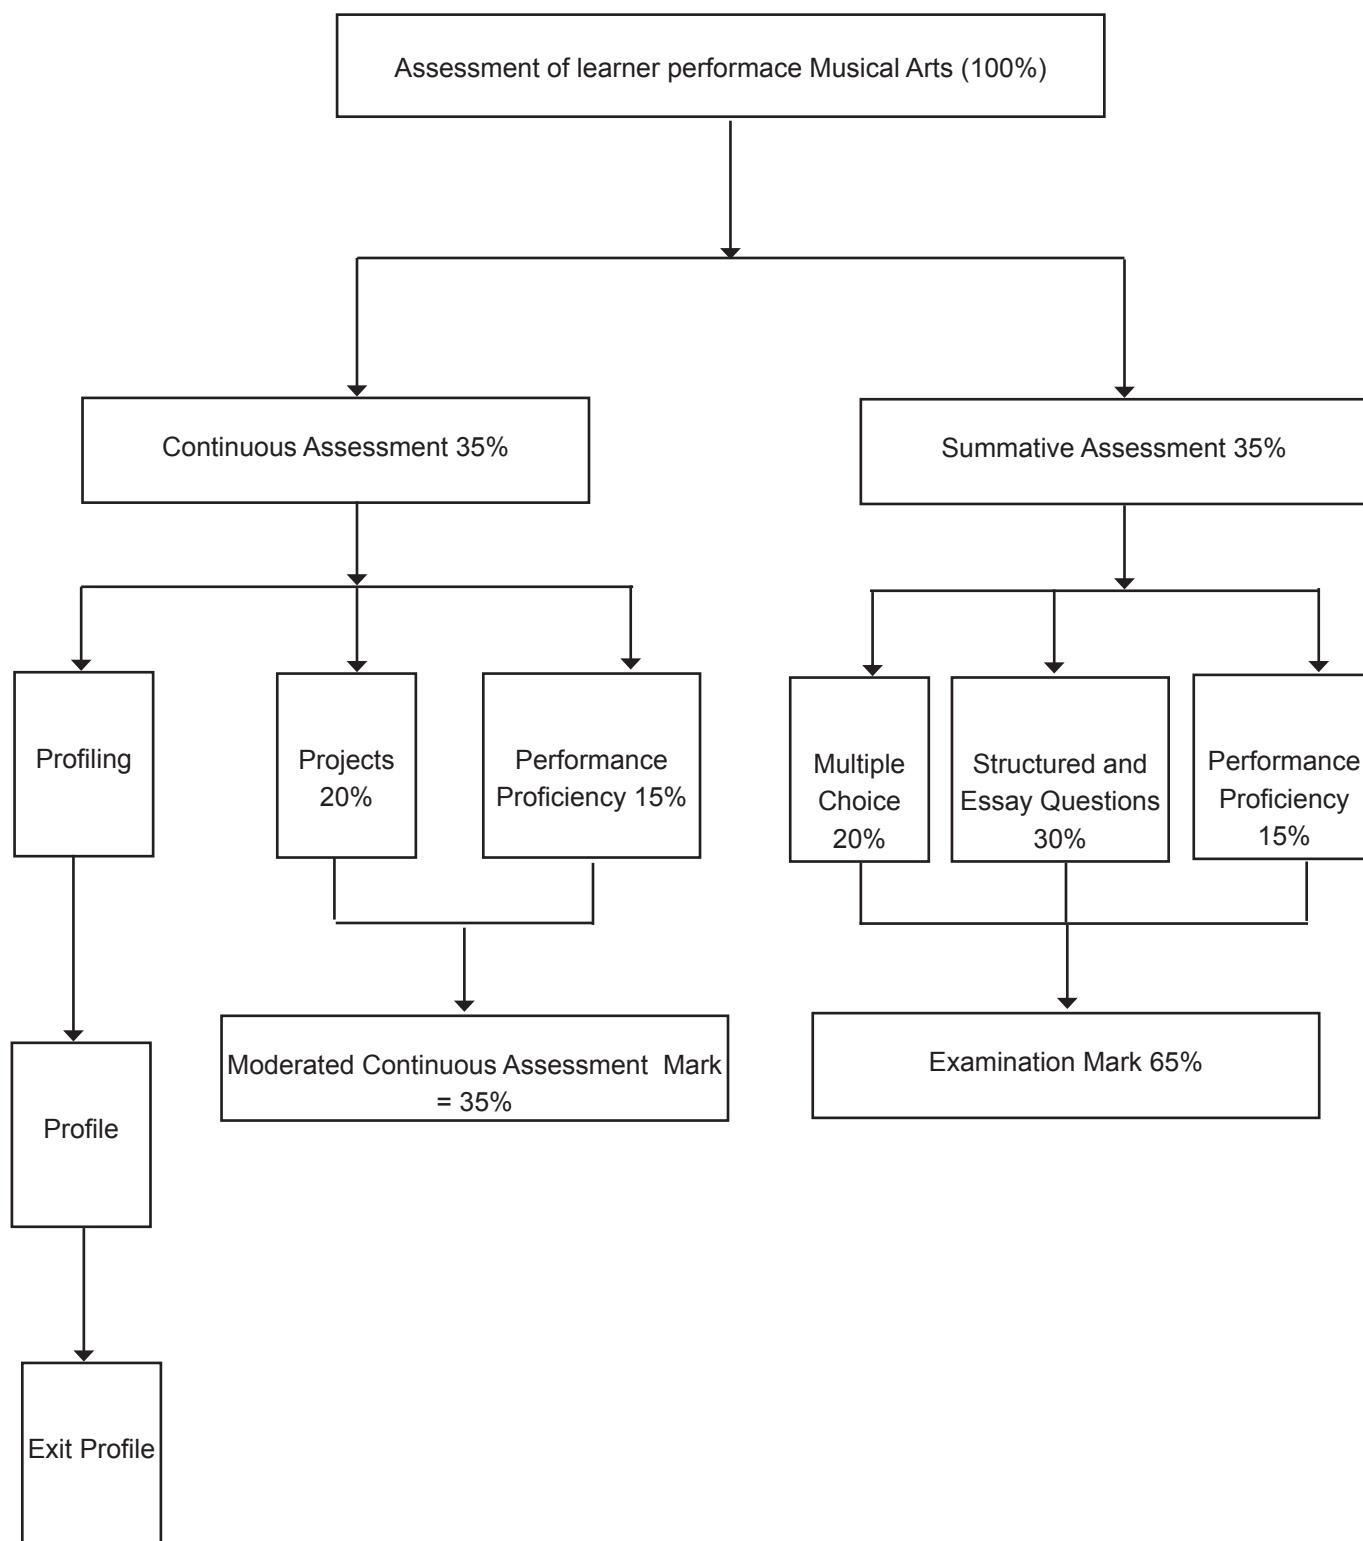 Assessment of learner performace Musical Arts (100%)
Continuous Assessment 35%
Summative Assessment 35%
Profiling
Projects
20%
Performance
Proficiency 15%
Multiple
Choice
20%
Structured and
Essay Questions
30%
Performance
Proficiency
15%
Moderated Continuous Assessment Mark
= 35%
Examination Mark 65%
Profile
Exit Profile